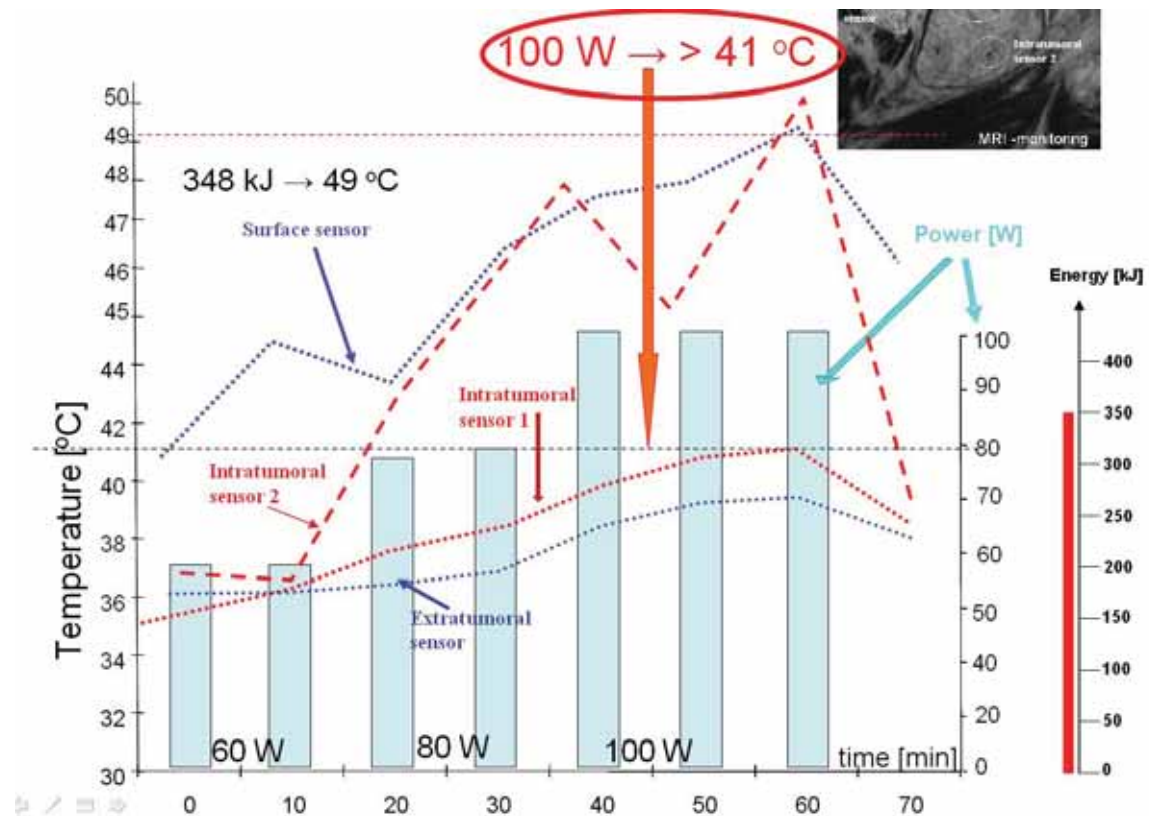 100 W → > 41 °C
sensor
Intratumoral
sensor 2
MRI -monitoring
348 kJ → 49 °C
Surface sensor
Power [W]
Energy [kJ]
Intratumoral
sensor 1
Intratumoral
sensor 2
Extratumoral
sensor
Temperature [°C]
50
49
48
47
46
45
44
42
40
38
36
34
32
30
100
90
80
70
60
50
40
20
0
400
350
300
250
200
150
100
50
0
60 W
80 W
100 W
time [min]
0
10
20
30
40
50
60
70